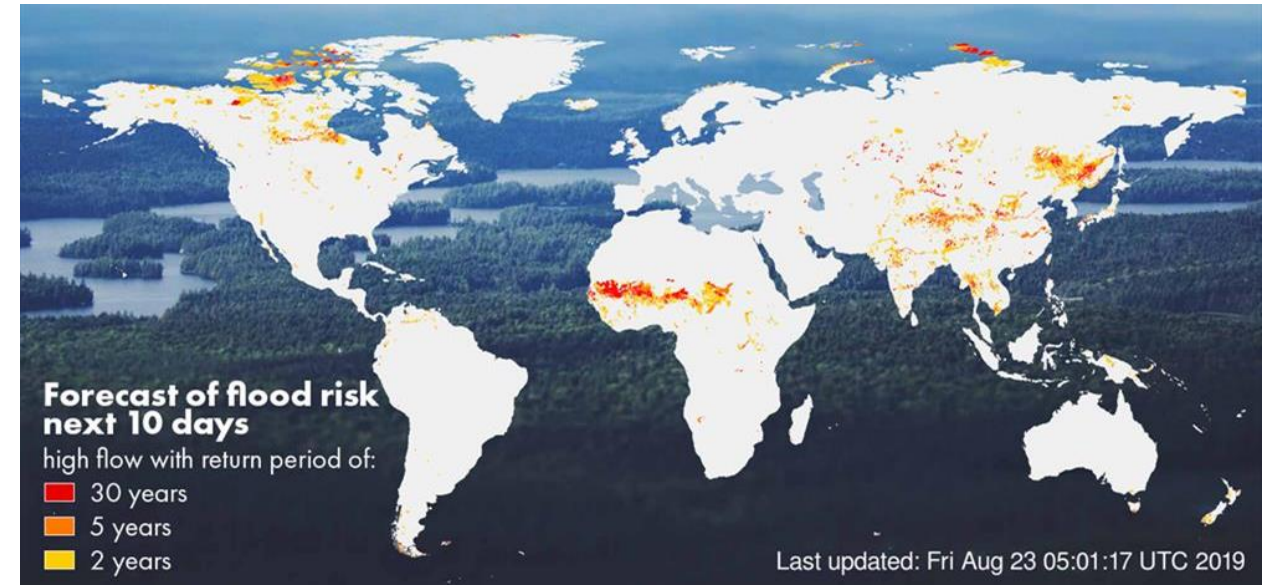 Forecast of flood risk
next 10 days
high flow with return period of:
30 years
5 years
2 years
Last updated: Fri Aug 23 05:01:17 UTC 2019